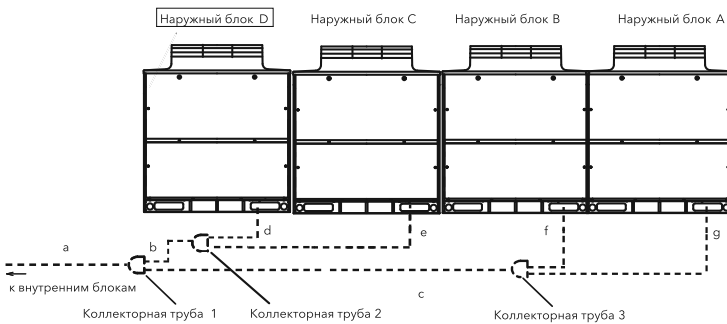 Наружный блок D
Наружный блок C
Наружный блок B
Наружный блок A
d
e
f
g
a
b
к внутренним блокам
c
Коллекторная труба 1
Коллекторная труба 2
Коллекторная труба 3